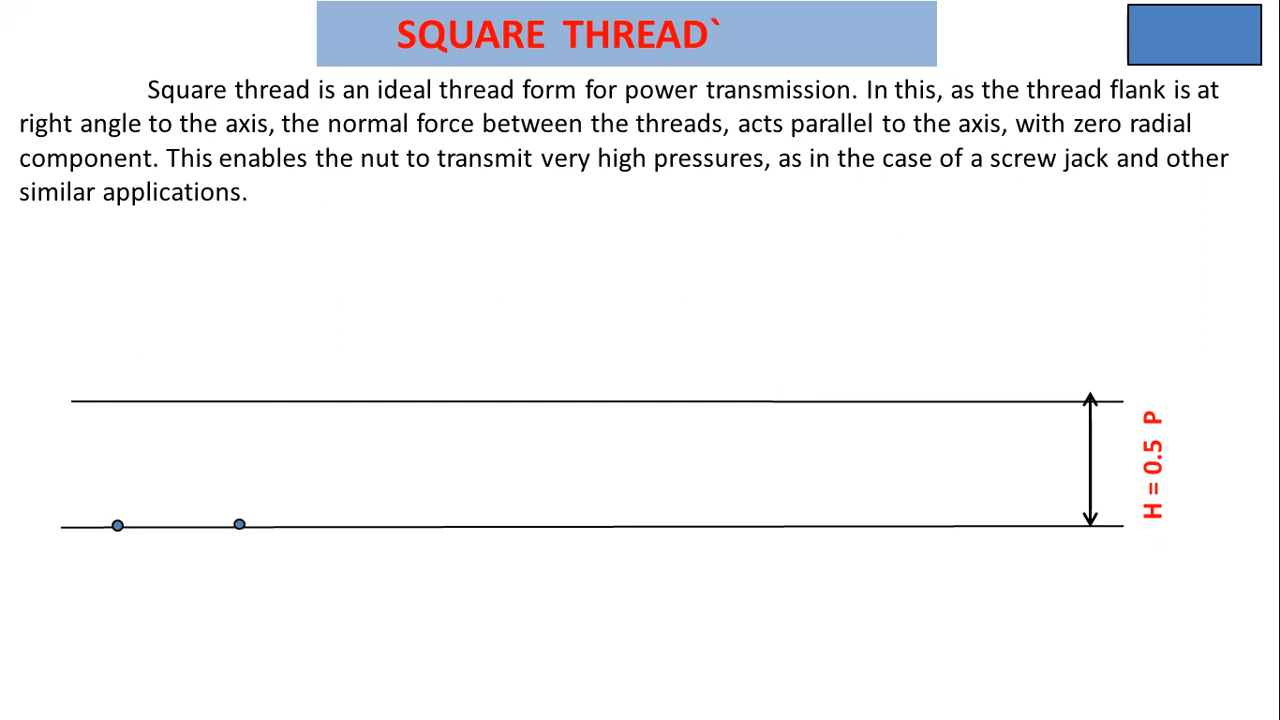 SQUARE THREAD`
Square thread is an ideal thread form for power transmission. In this, as the thread flank is at
right angle to the axis, the normal force between the threads, acts parallel to the axis, with zero radial
component. This enables the nut to transmit very high pressures, as in the case of a screw jack and other
similar applications.
H = 0.5 P